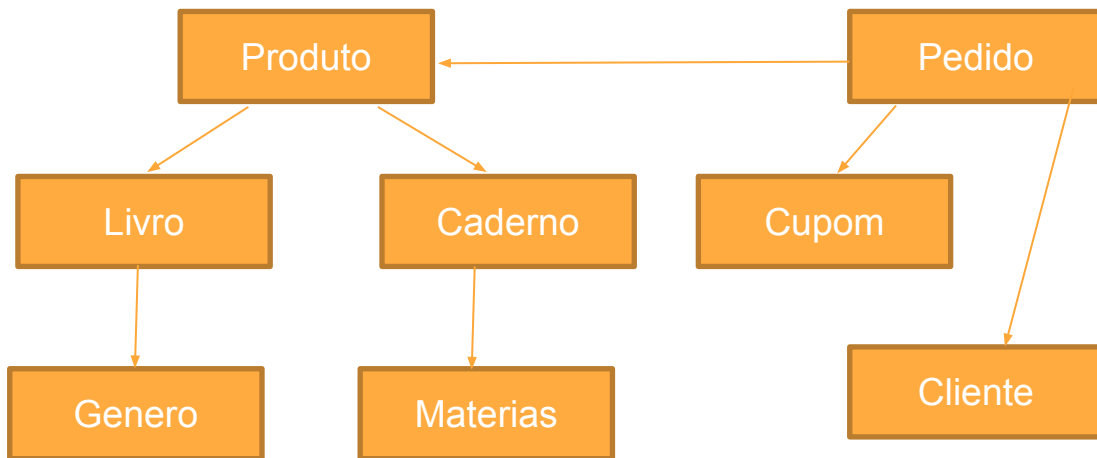 Produto
Pedido
Livro
Caderno
Cupom
Genero
Materias
Cliente